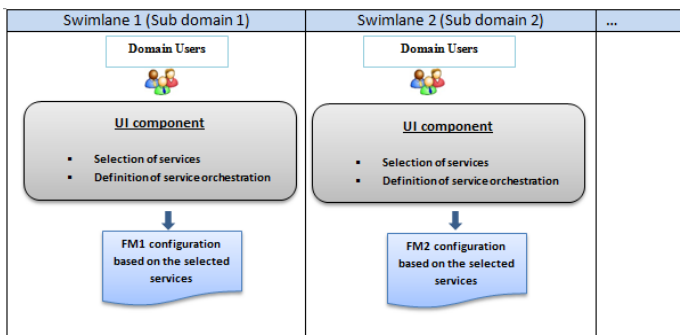 Swimlane 1 (Sub domain 1)
Swimlane 2 (Sub domain 2)
...
Domain Users
UI component
▪ Selection of services
▪ Definition of service orchestration
FM1 configuration
based on the selected
services
Domain Users
UI component
▪ Selection of services
▪ Definition of service orchestration
FM2 configuration
based on the selected
services